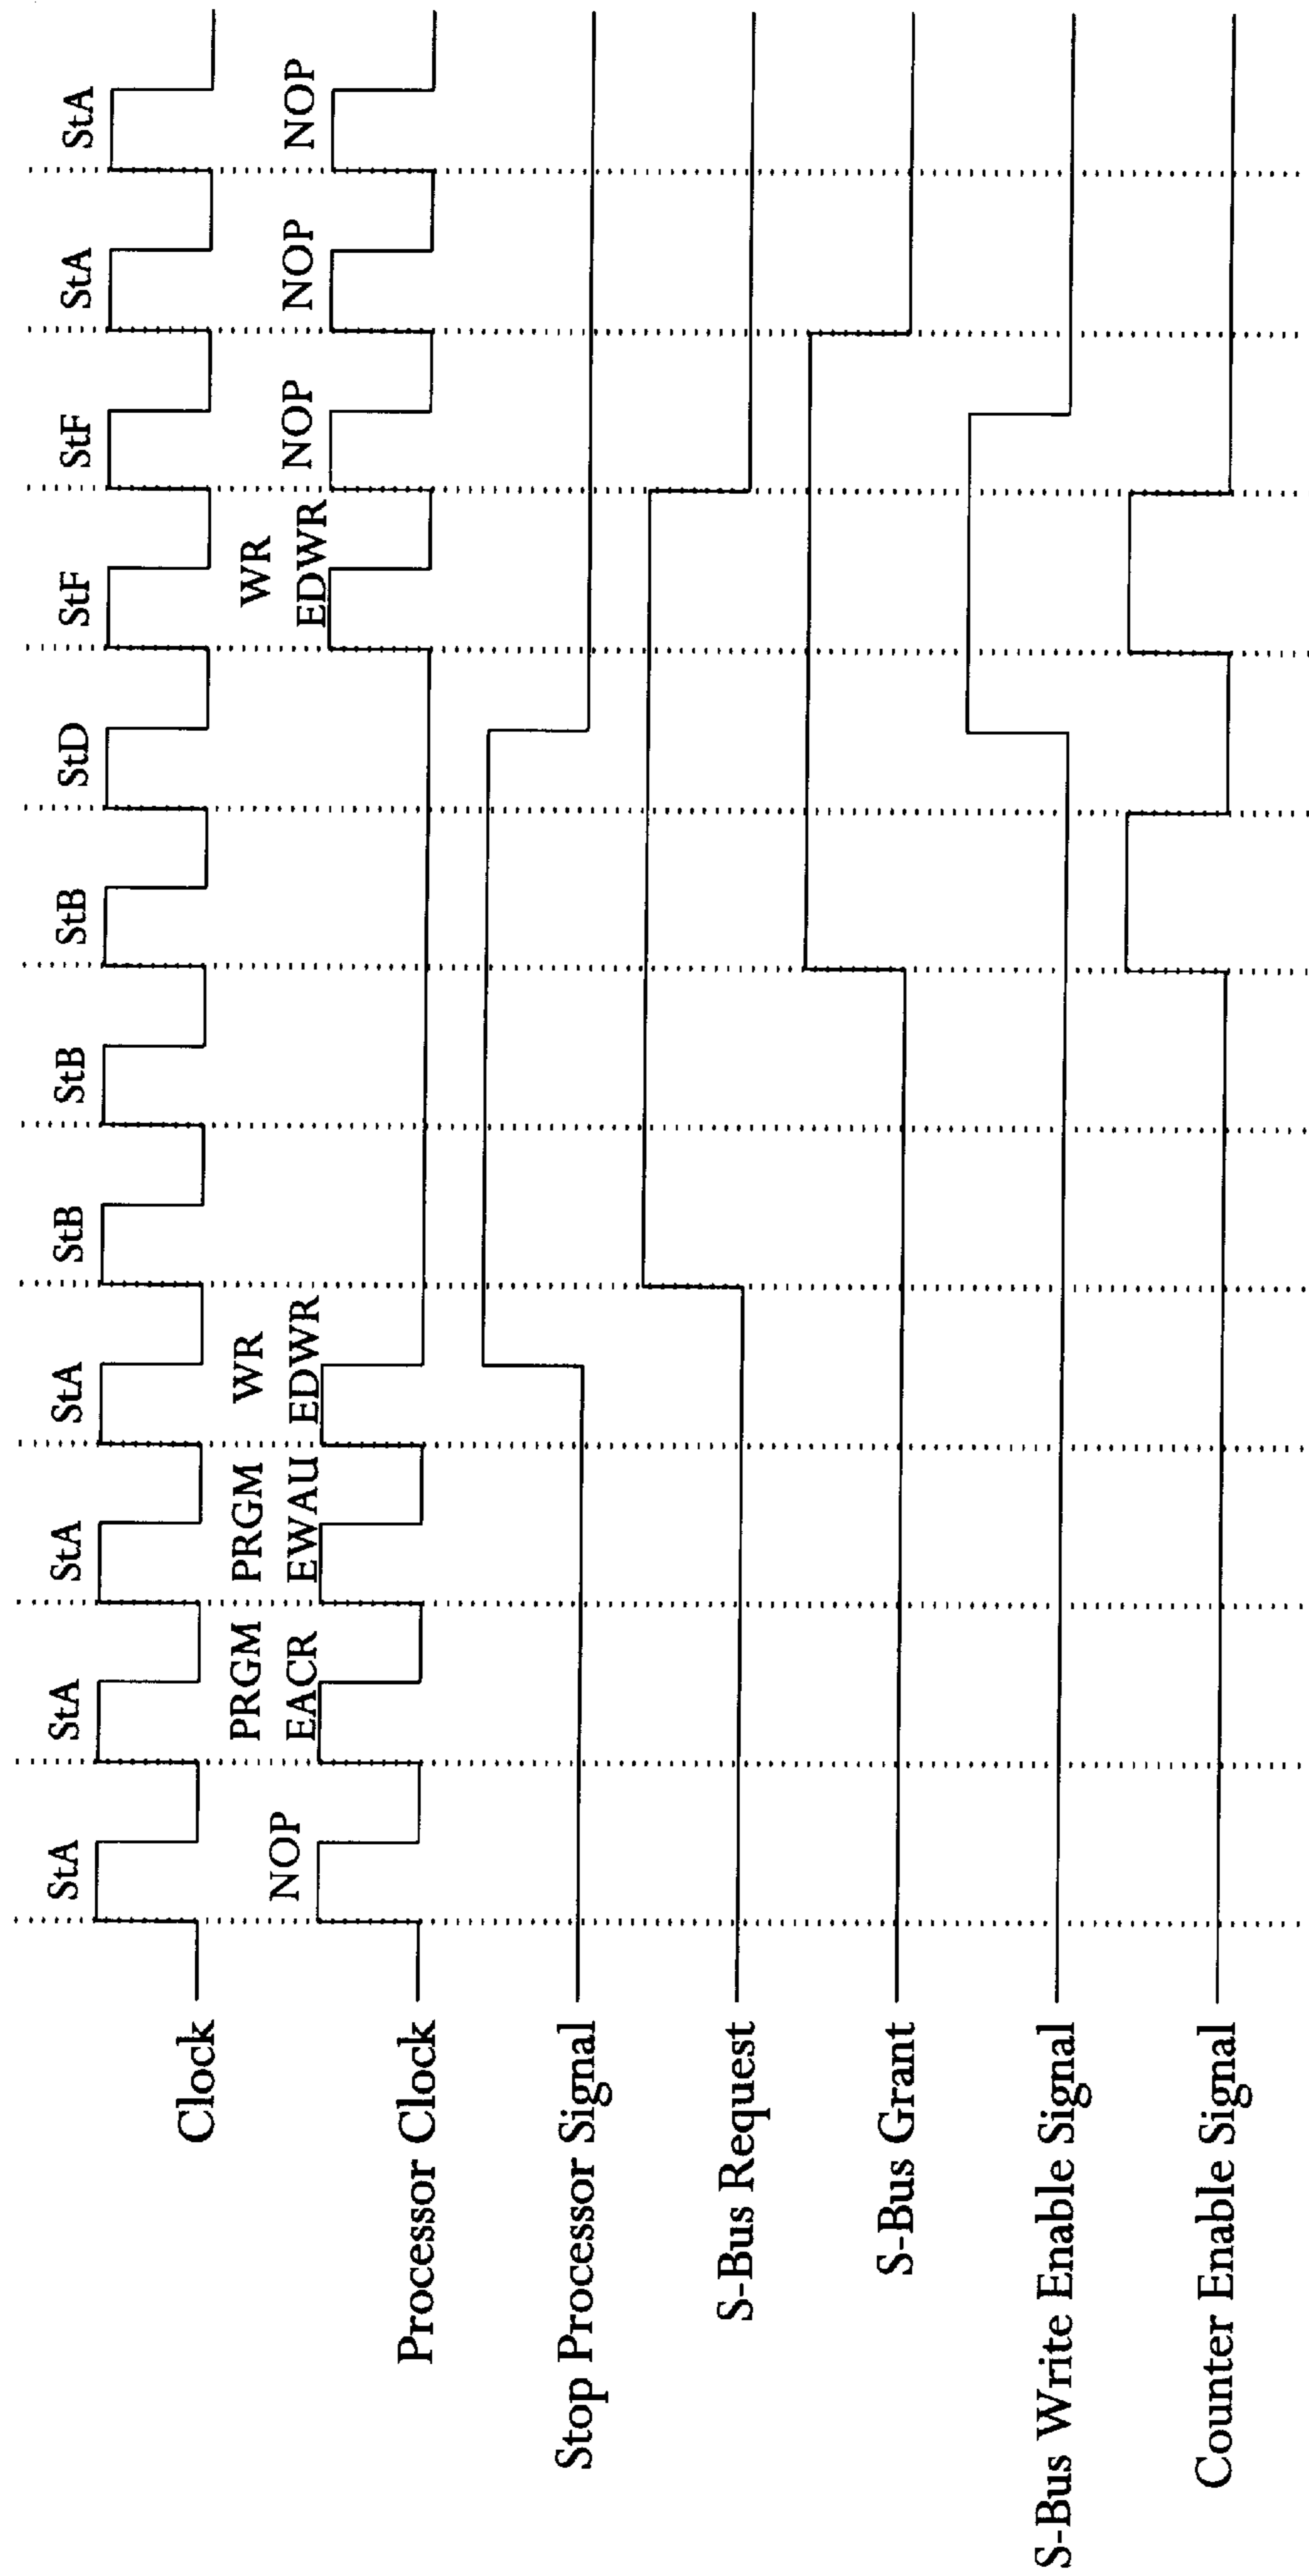 StA StA StA StA StB StB StB StD StF StF StA StA
Clock
PRGM PRGM WR WR
NOP EACR EWAU EDWR EDWR NOP NOP NOP
Processor Clock
Stop Processor Signal
S-Bus Request
S-Bus Grant
S-Bus Write Enable Signal
Counter Enable Signal